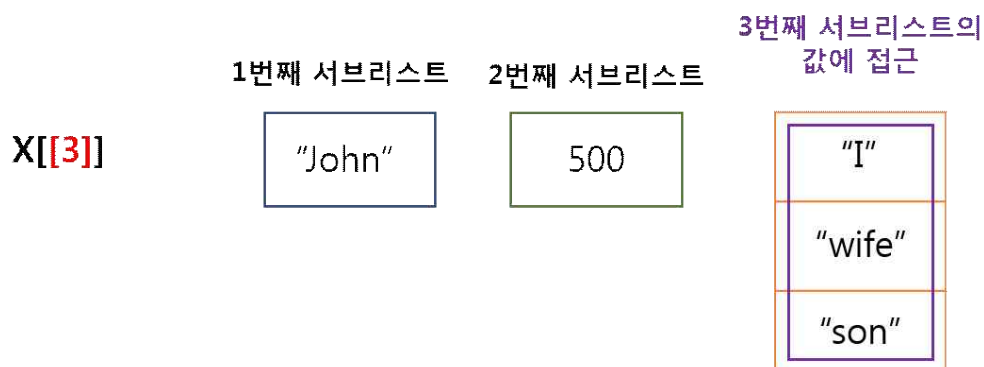 3번째 서브리스트의
값에 접근
1번째 서브리스트
2번째 서브리스트
X[[3]]
“John“
500
“I”
“wife”
“son”